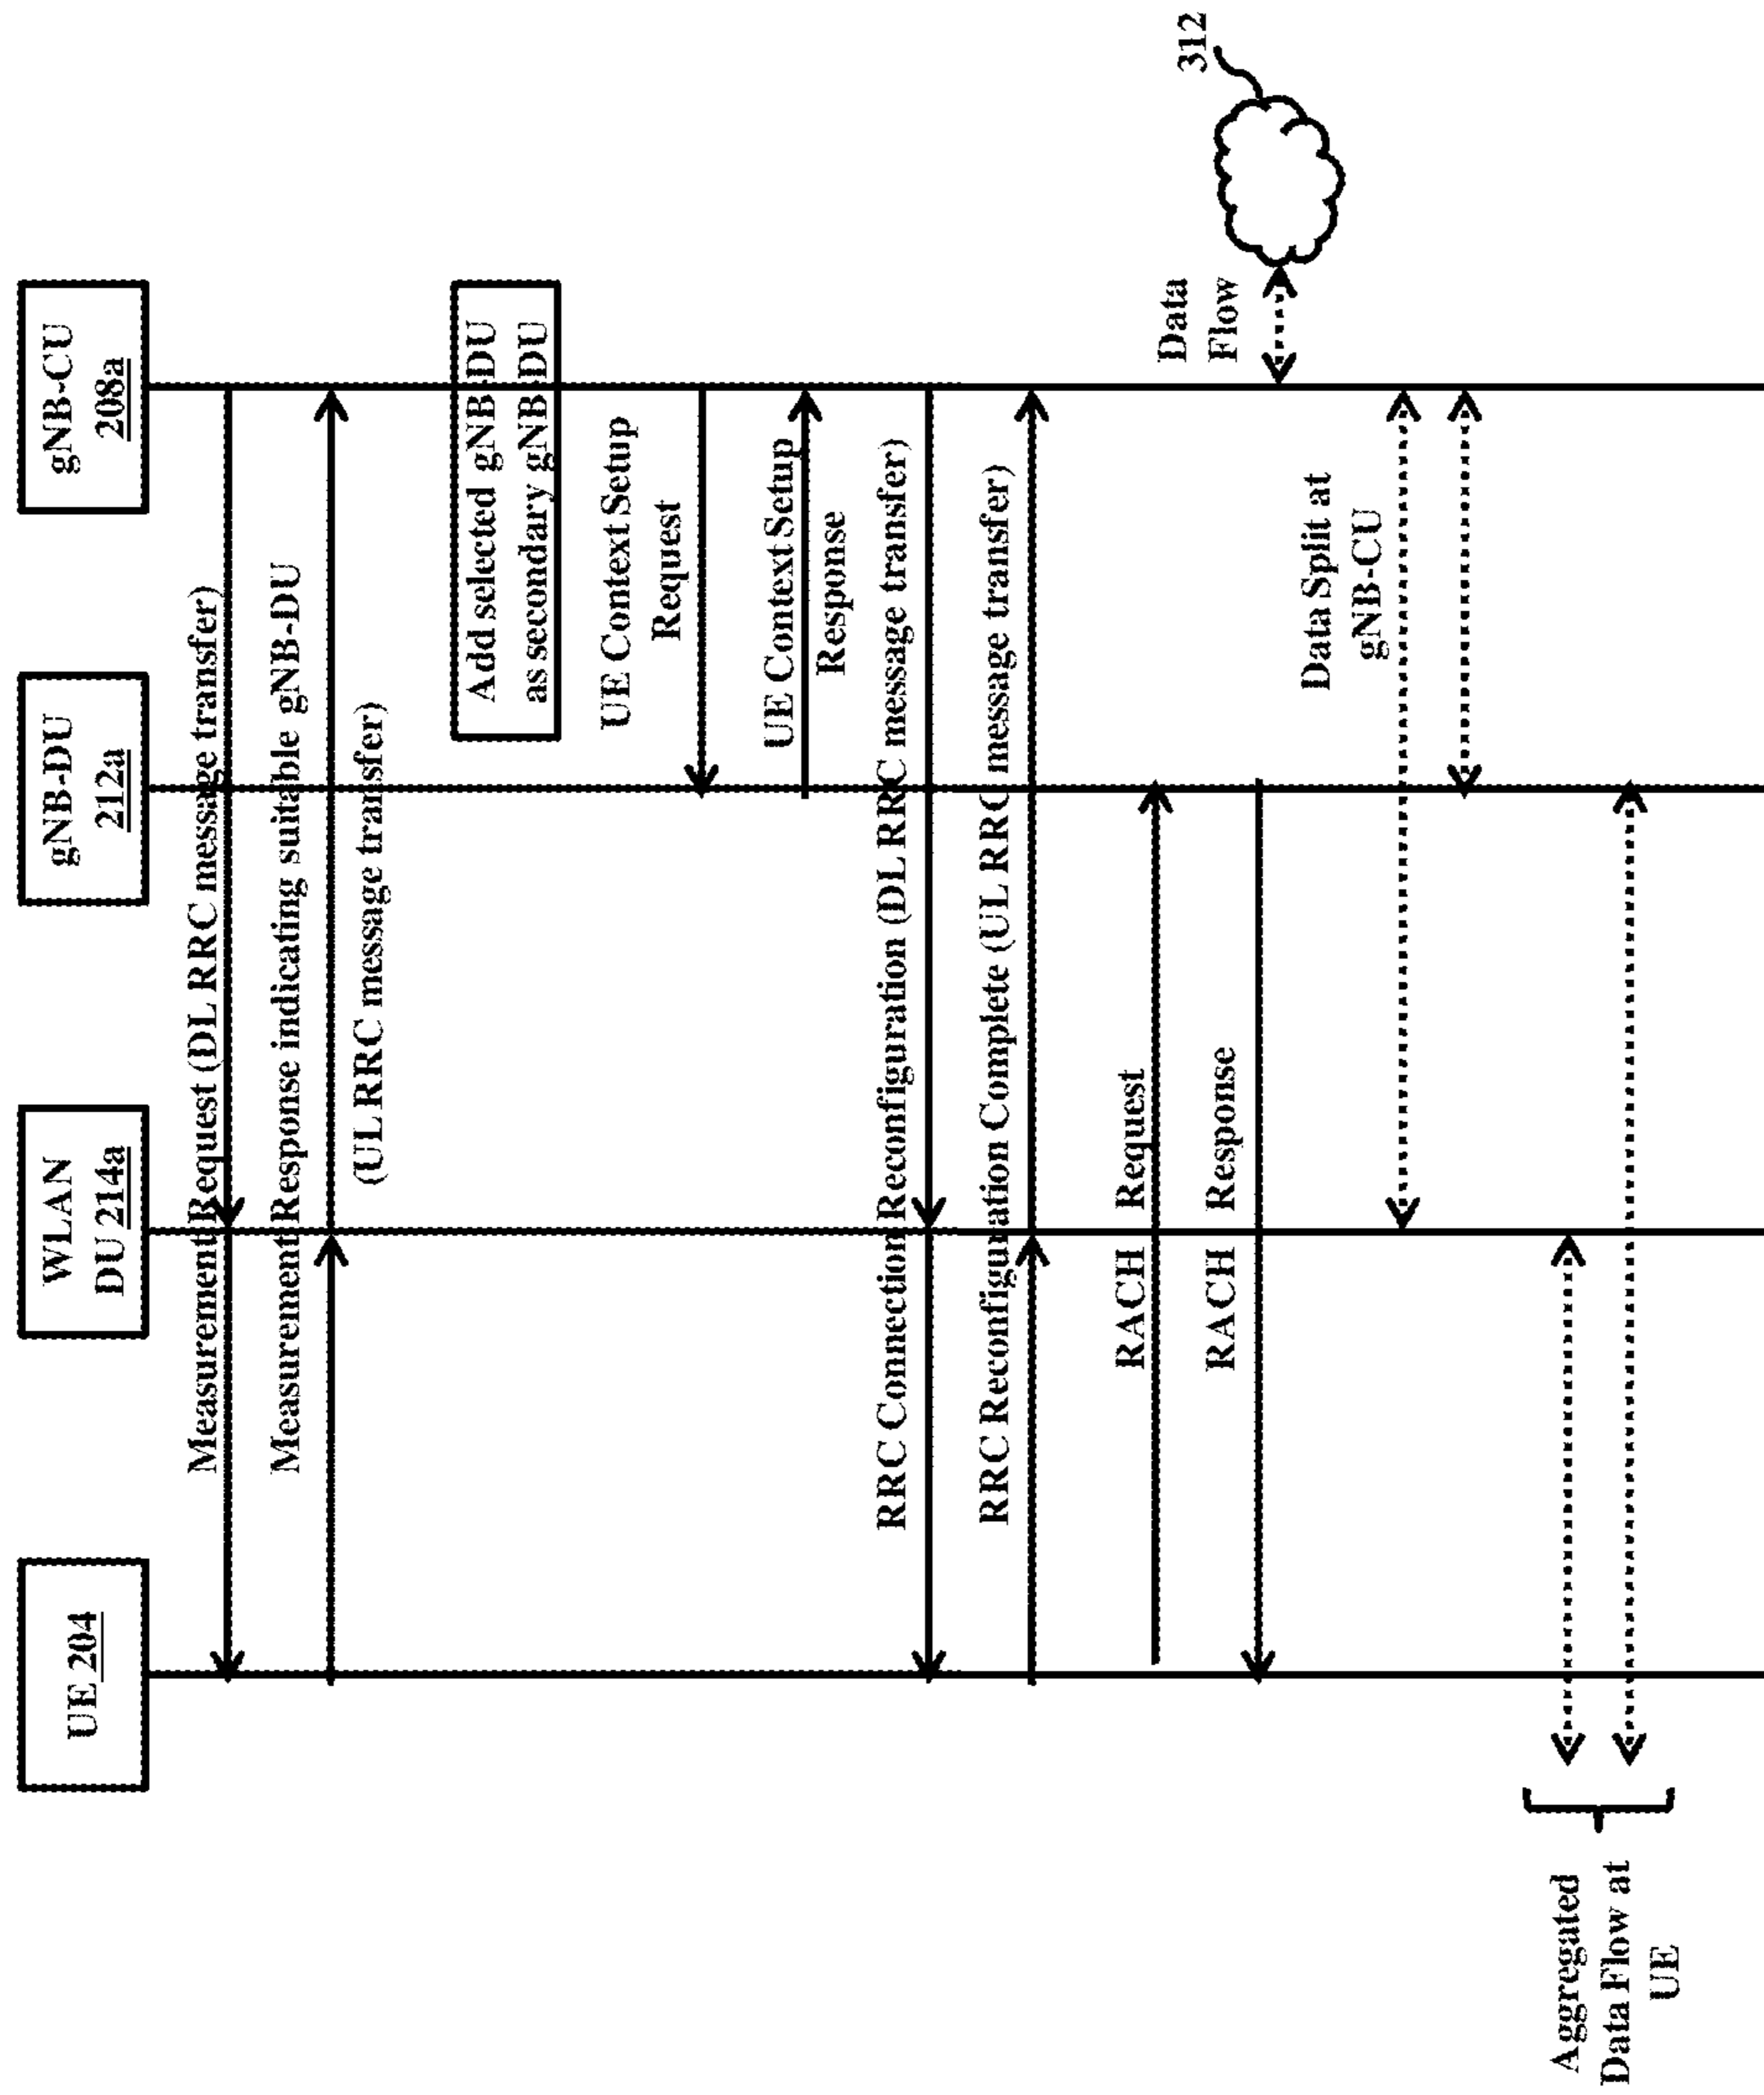 UE 204
WLAN
DU 214a
gNB-DU
212a
gNB-CU
208a
Measurement Request (DL RRC message transfer)
Measurement Response indicating suitable gNB-DU
(UL RRC message transfer)
Add selected gNB-DU
as secondary gNB-DU
UE Context Setup
Request
UE Context Setup
Response
RRC Connection Reconfiguration (DL RRC message transfer)
RRC Reconfiguration Complete (UL RRC message transfer)
RACH Request
RACH Response
Data
Flow
312
Data Split at
gNB-CU
Aggregated
Data Flow at
UE